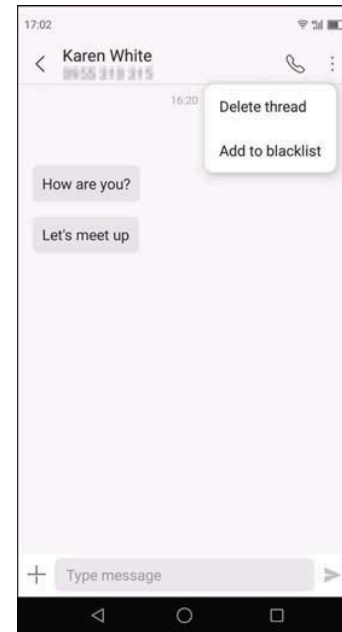 17:02
Karen White
16:20
Delete thread
Add to blacklist
How are you?
Let's meet up
Type message